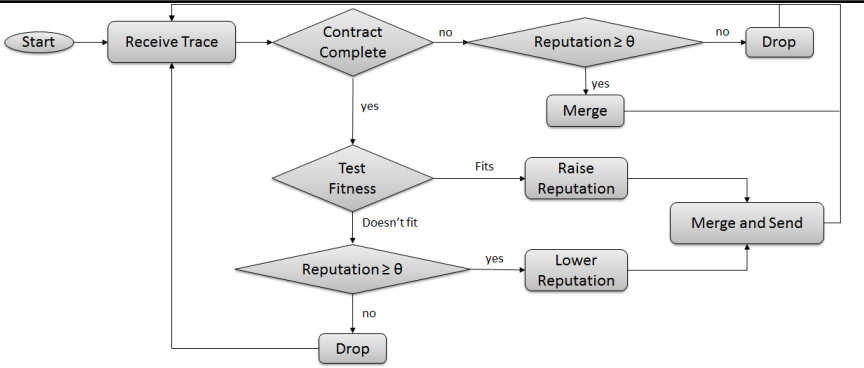 Start
Receive Trace
Contract
Complete
no
Reputation ≥ θ
no
Drop
yes
Merge
yes
Test
Fitness
Fits
Raise
Reputation
Merge and Send
Doesn't fit
Reputation ≥ θ
yes
Lower
Reputation
no
Drop